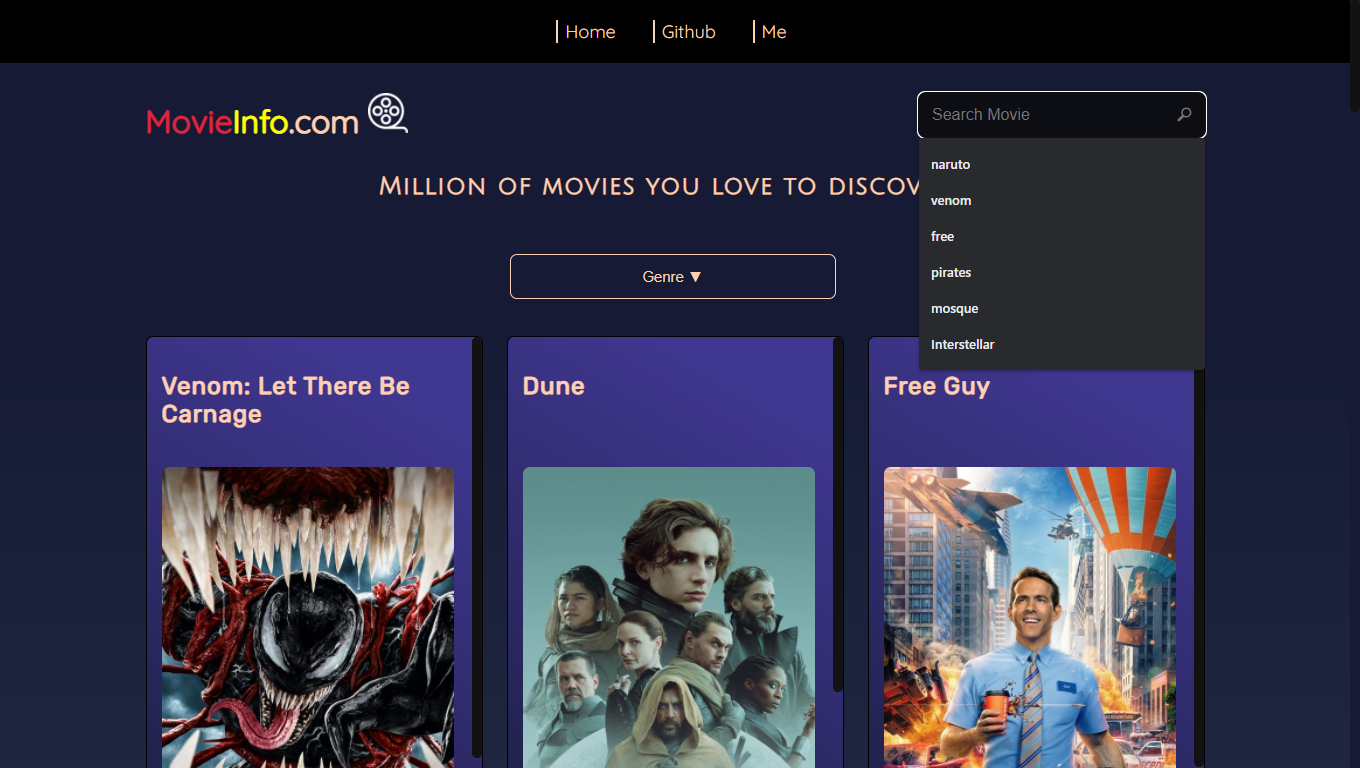 Home
Github
Me
MovieInfo.com
Search Movie
MILLION OF MOVIES YOU LOVE TO DISCOV
naruto
venom
free
pirates
mosque
Interstellar
Genre ▼
Venom: Let There Be
Carnage
Dune
Free Guy